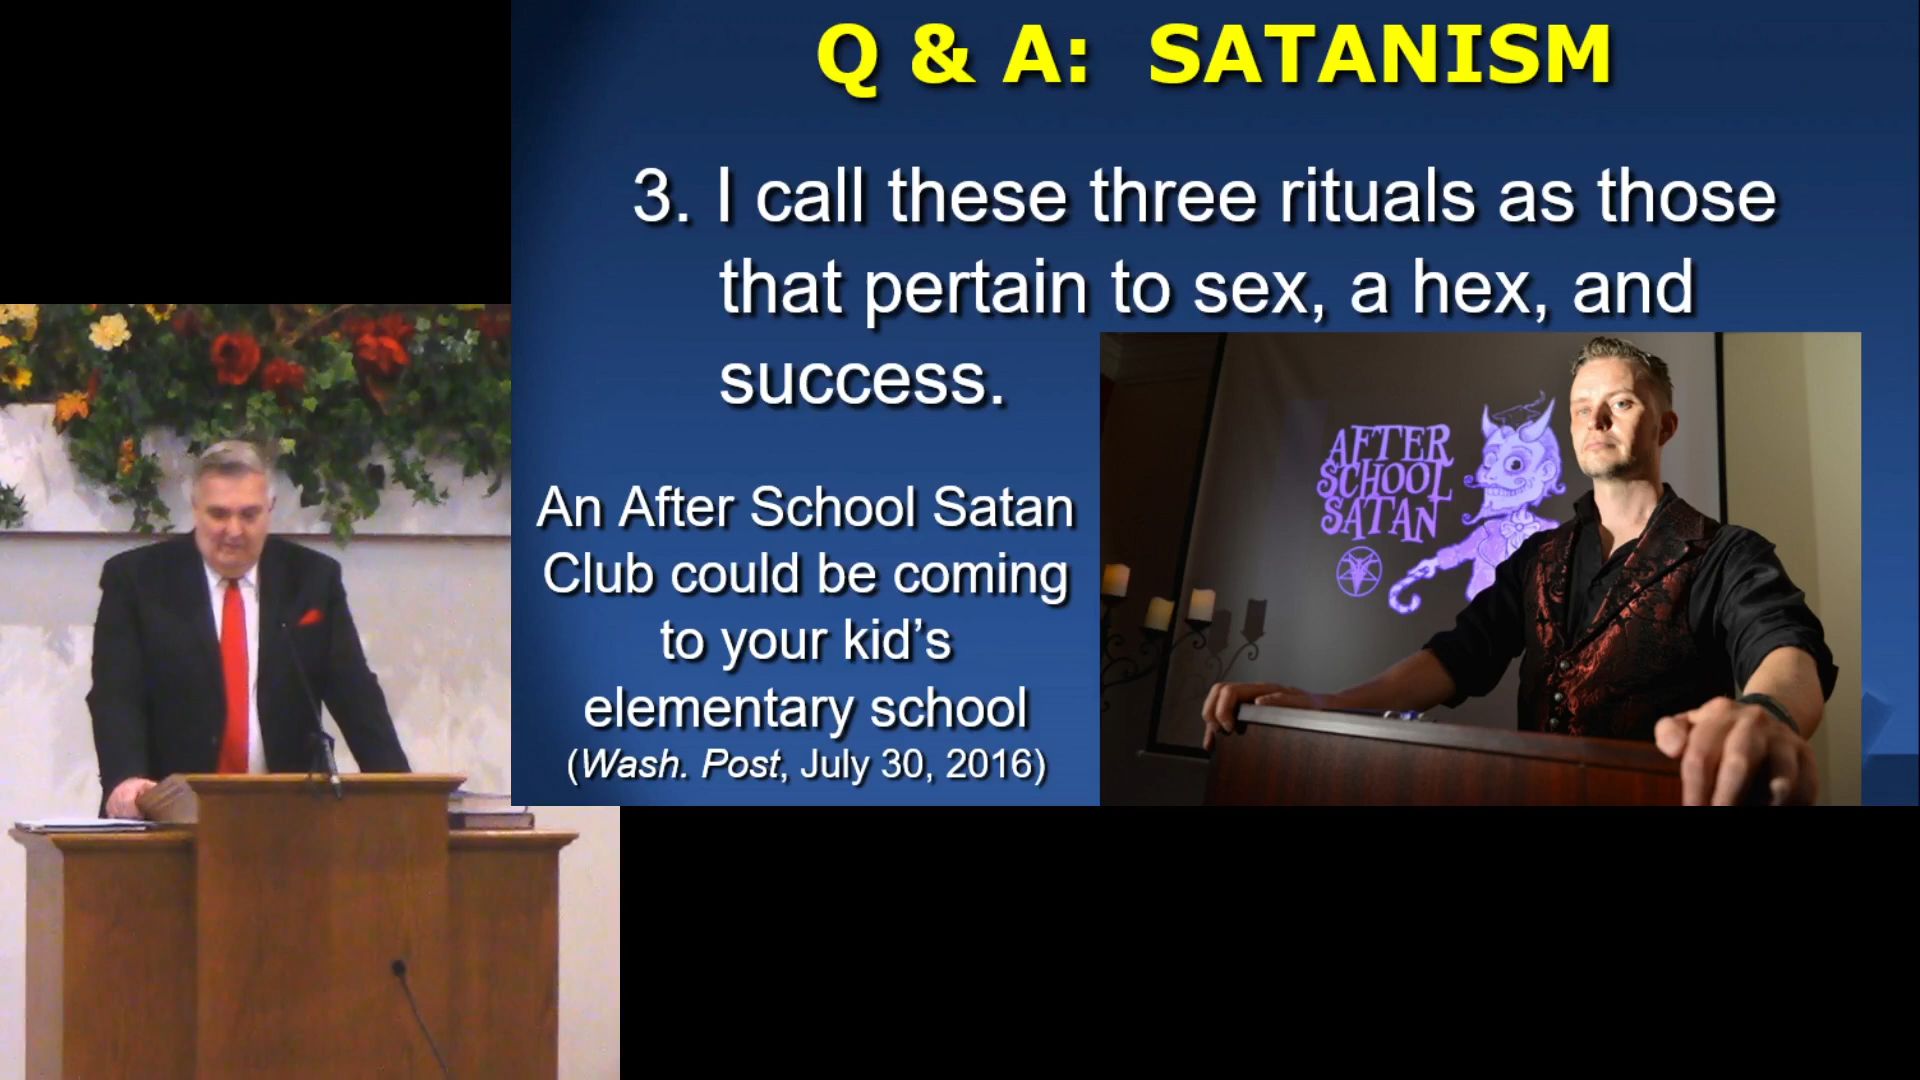 Q & A:  SATANISM
3. I call these three rituals as those
that pertain to sex, a hex, and
success.
An After School Satan
Club could be coming
to your kid’s
elementary school
(Wash. Post, July 30, 2016)
AFTER
SCHOOL
SATAN